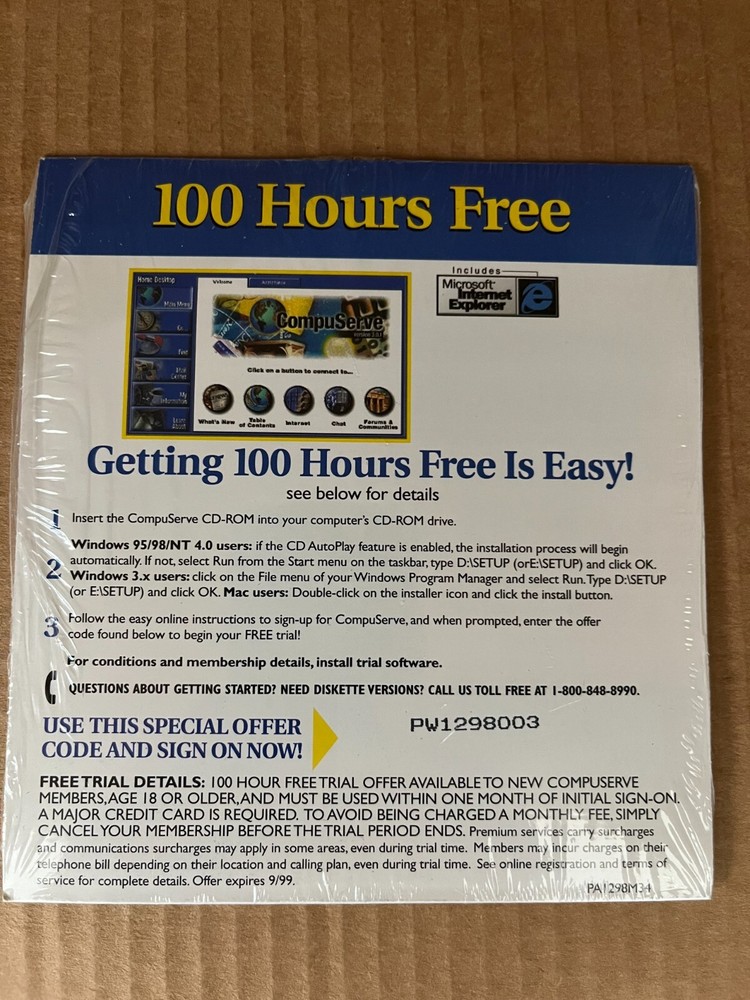 100 Hours Free
Includes
Microsoft
Internet
Explorer
Home Desktop
Welcome
Main Menu
Go...
Find
Mail
Center
My
Information
Learn
About
CompuServe
Click on a button to connect to...
What's New
Table
of Contents
Internet
Chat
Forums &
Communities
Getting 100 Hours Free Is Easy!
see below for details
1 Insert the CompuServe CD-ROM into your computer's CD-ROM drive.
Windows 95/98/NT 4.0 users: if the CD AutoPlay feature is enabled, the installation process will begin
2 automatically. If not, select Run from the Start menu on the taskbar, type D:\SETUP (orE:\SETUP) and click OK.
Windows 3.x users: click on the File menu of your Windows Program Manager and select Run. Type D:\SETUP
(or E:\SETUP) and click OK. Mac users: Double-click on the installer icon and click the install button.
3 Follow the easy online instructions to sign-up for CompuServe, and when prompted, enter the offer
code found below to begin your FREE trial!
For conditions and membership details, install trial software.
QUESTIONS ABOUT GETTING STARTED? NEED DISKETTE VERSIONS? CALL US TOLL FREE AT 1-800-848-8990.
USE THIS SPECIAL OFFER
CODE AND SIGN ON NOW!
PW1298003
FREE TRIAL DETAILS: 100 HOUR FREE TRIAL OFFER AVAILABLE TO NEW COMPUSERVE
MEMBERS, AGE 18 OR OLDER, AND MUST BE USED WITHIN ONE MONTH OF INITIAL SIGN-ON.
A MAJOR CREDIT CARD IS REQUIRED. TO AVOID BEING CHARGED A MONTHLY FEE, SIMPLY
CANCEL YOUR MEMBERSHIP BEFORE THE TRIAL PERIOD ENDS. Premium services carry surcharges
and communications surcharges may apply in some areas, even during trial time. Members may incur charges on their
telephone bill depending on their location and calling plan, even during trial time. See online registration and terms of
service for complete details. Offer expires 9/99.
PA1298M34